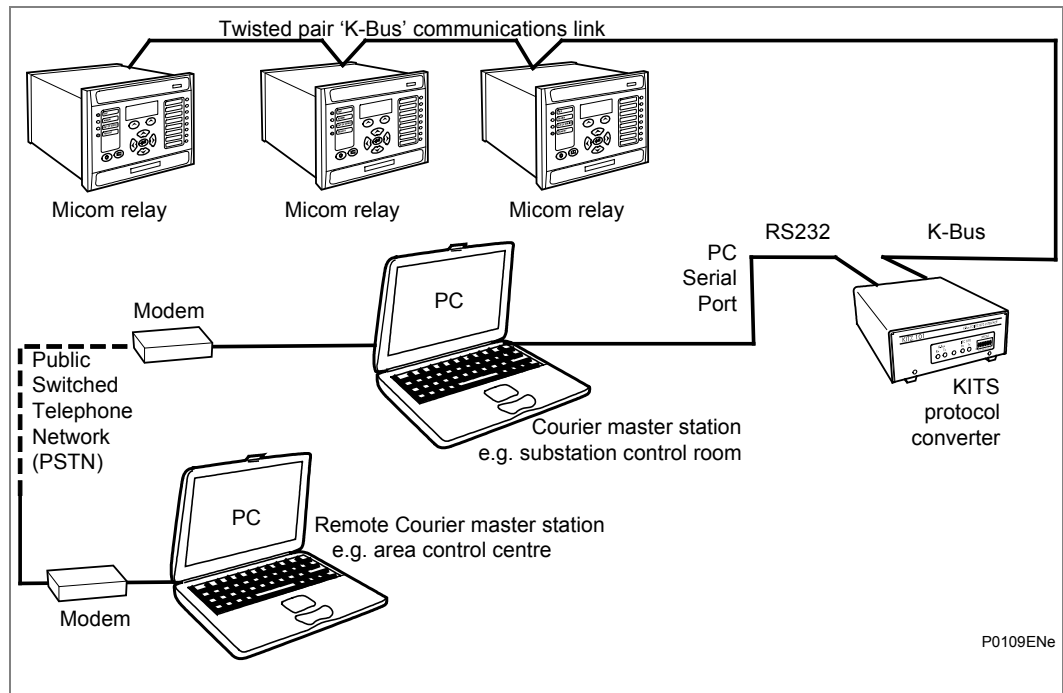 Twisted pair ‘K-Bus’ communications link
Micom relay
Micom relay
Micom relay
RS232
K-Bus
PC
Serial
Port
PC
Modem
Public
Switched
Telephone
Network
(PSTN)
KITS
protocol
converter
Courier master station
e.g. substation control room
PC
Remote Courier master station
e.g. area control centre
Modem
P0109ENe